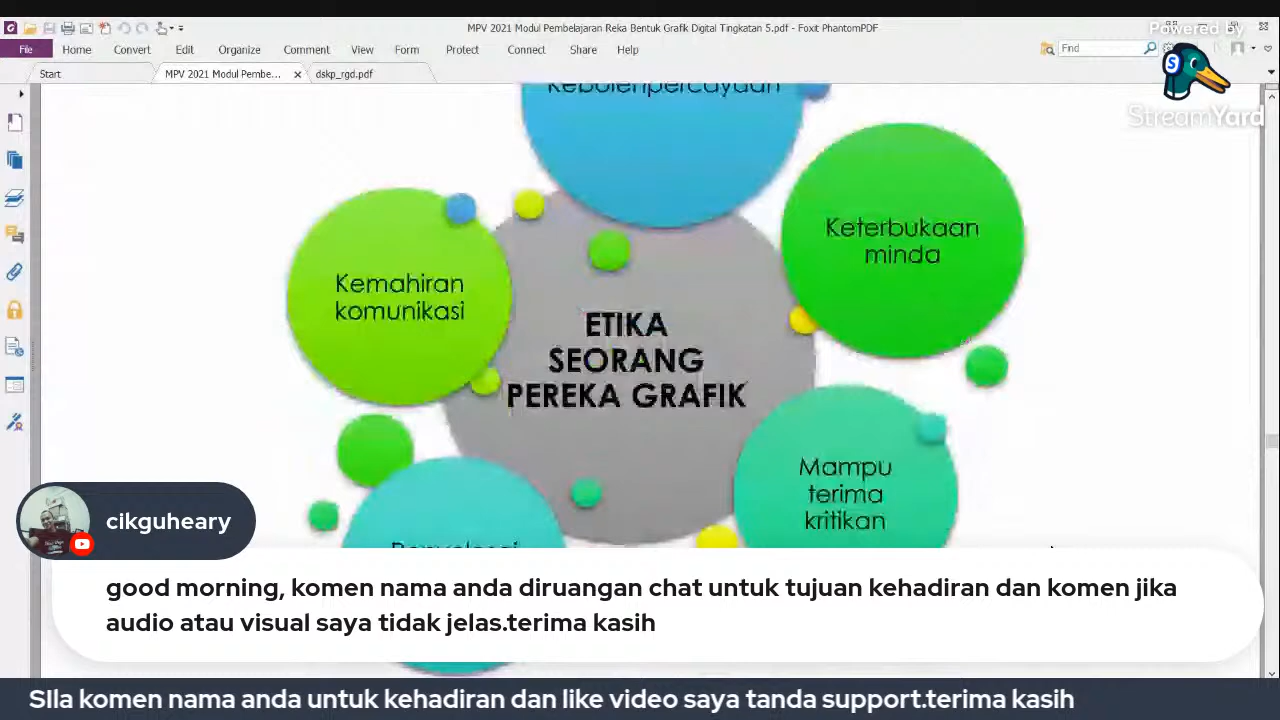 MPV 2021 Modul Pembelajaran Reka Bentuk Grafik Digital Tingkatan 5.pdf - Foxit PhantomPDF
Powered by
File Home Convert Edit Organize Comment View Form Protect Connect Share Help
Find
Start
MPV 2021 Modul Pembe...
dskp_rgd.pdf
StreamYard
Kebolehpercayaan
Keterbukaan
minda
Kemahiran
komunikasi
ETIKA
SEORANG
PEREKA GRAFIK
Mampu
terima
kritikan
cikguheary
good morning, komen nama anda diruangan chat untuk tujuan kehadiran dan komen jika
audio atau visual saya tidak jelas.terima kasih
SIla komen nama anda untuk kehadiran dan like video saya tanda support.terima kasih